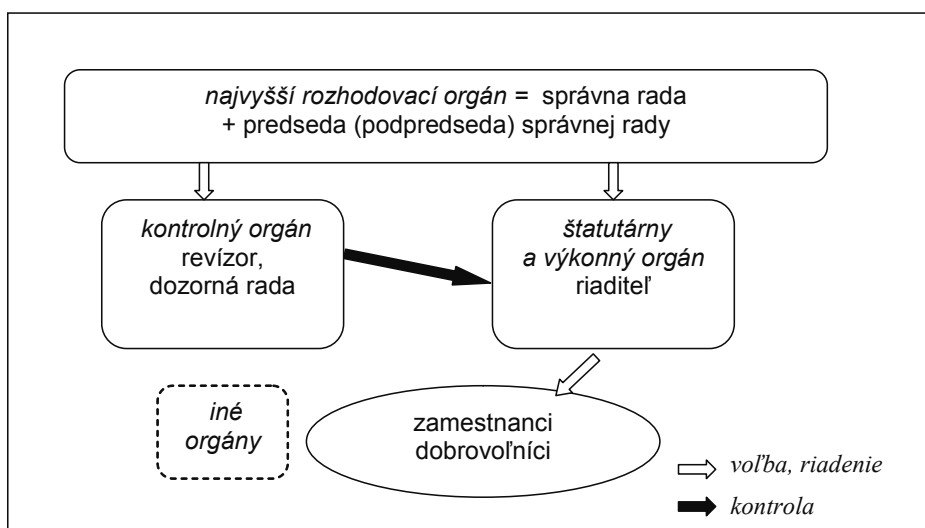 najvyšší rozhodovací orgán = správna rada
+ predseda (podpredseda) správnej rady
kontrolný orgán
revízor,
dozorná rada
štatutárny
a výkonný orgán
riaditeľ
iné
orgány
zamestnanci
dobrovoľníci
voľba, riadenie
kontrola